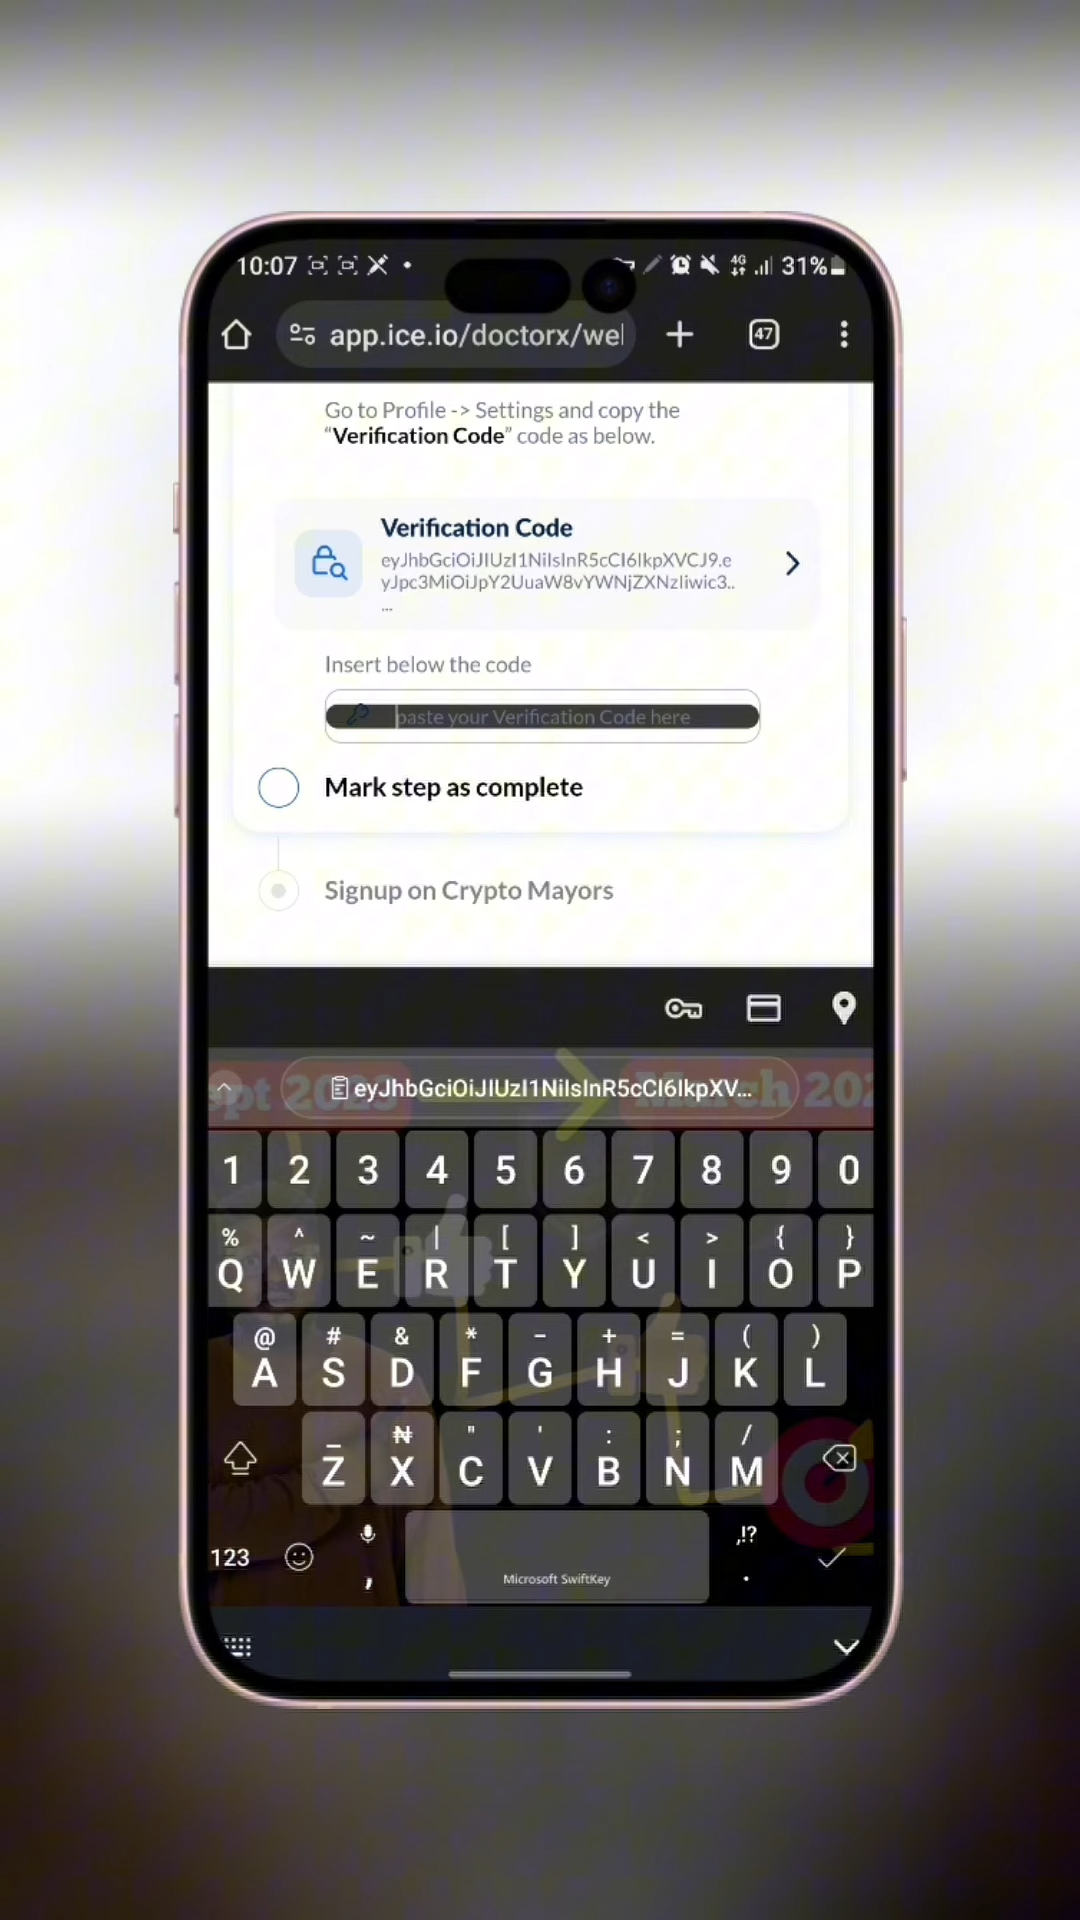 10:07
4G
31%
app.ice.io/doctorx/wel
47
Go to Profile -> Settings and copy the
“Verification Code” code as below.
Verification Code
eyJhbGciOiJIUzI1NiIsInR5cCI6IkpXVCJ9.e
yJpc3MiOiJpY2UuaW8vYWNjZXNzIiwic3..
...
Insert below the code
paste your Verification Code here
Mark step as complete
Signup on Crypto Mayors
eyJhbGciOiJIUzI1NiIsInR5cCI6IkpXV...
1 2 3 4 5 6 7 8 9 0
% ^ ~ | [ ] < > { }
Q W E R T Y U I O P
@ # & * - + = ( )
A S D F G H J K L
_ ₦ " ' : ; /
Z X C V B N M
,!?
123
, .
Microsoft SwiftKey